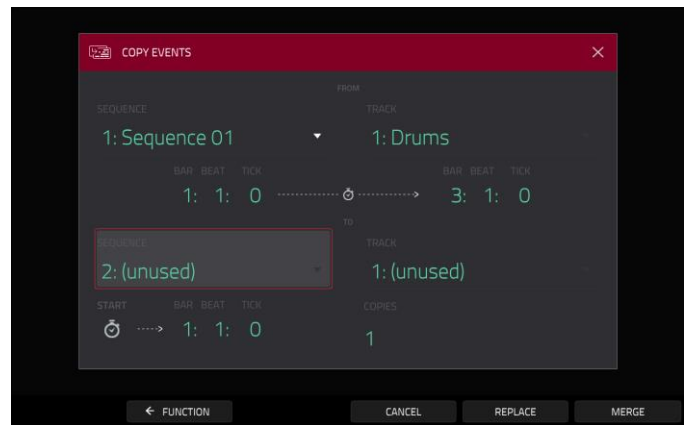 COPY EVENTS
FROM
SEQUENCE TRACK
1: Sequence 01 1: Drums
BAR BEAT TICK BAR BEAT TICK
1: 1: 0 3: 1: 0
TO
SEQUENCE TRACK
2: (unused) 1: (unused)
START BAR BEAT TICK COPIES
1: 1: 0 1
FUNCTION CANCEL REPLACE MERGE